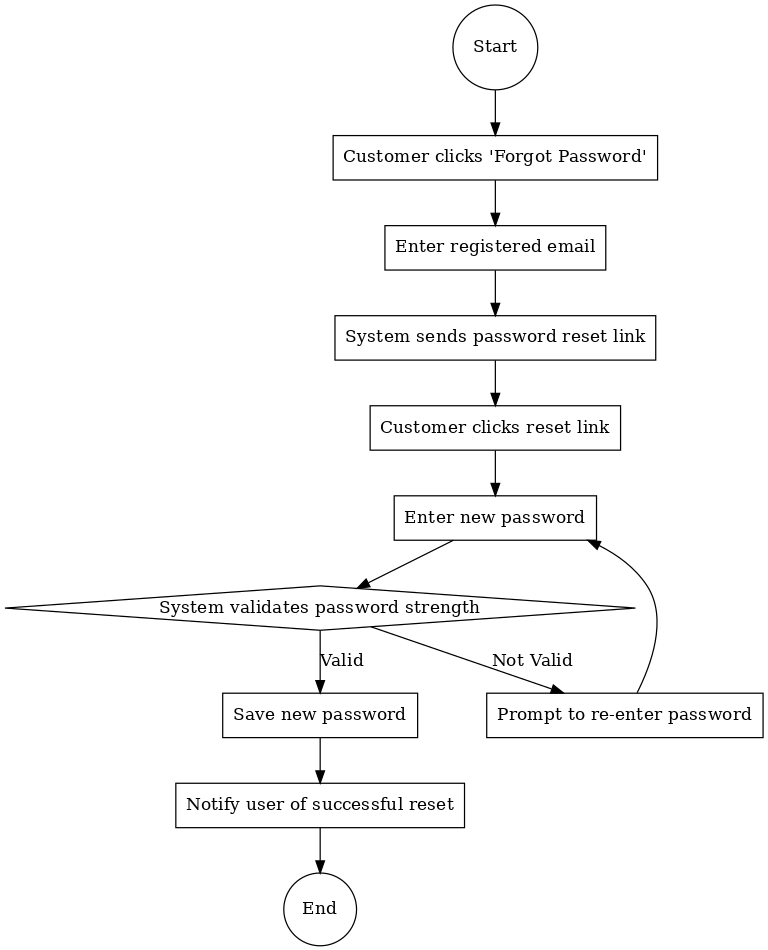 Start
Customer clicks 'Forgot Password'
Enter registered email
System sends password reset link
Customer clicks reset link
Enter new password
System validates password strength
Valid
Not Valid
Save new password
Prompt to re-enter password
Notify user of successful reset
End